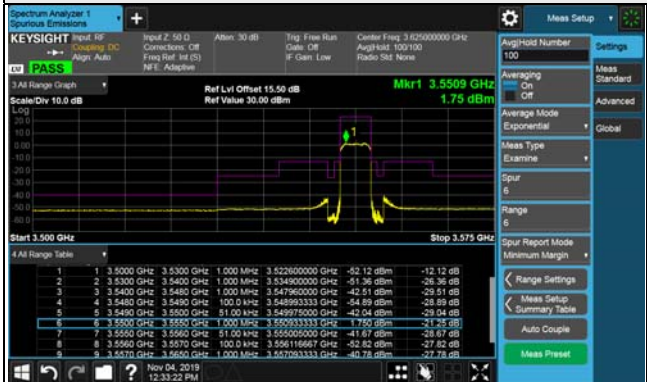 Spectrum Analyzer 1
Spurious Emissions
Meas Setup
KEYSIGHT
Input: RF
Coupling: DC
Align: Auto
Input Z: 50 Ω
Corrections: Off
Freq Ref: Int (S)
NFE: Adaptive
Atten: 30 dB
Trig: Free Run
Gate: Off
IF Gain: Low
Center Freq: 3.625000000 GHz
Avg|Hold: 100/100
Radio Std: None
PASS
3 All Range Graph
Scale/Div 10.0 dB
Ref Lvl Offset 15.50 dB
Ref Value 30.00 dBm
Mkr1 3.5509 GHz
1.75 dBm
Log
20.0
10.0
0.00
-10.0
-20.0
-30.0
-40.0
-50.0
-60.0
1
Start 3.500 GHz
Stop 3.575 GHz
4 All Range Table
1 1 3.5000 GHz 3.5300 GHz 1.000 MHz 3.522600000 GHz -52.12 dBm -12.12 dB
2 2 3.5300 GHz 3.5400 GHz 1.000 MHz 3.534900000 GHz -51.36 dBm -26.36 dB
3 3 3.5400 GHz 3.5480 GHz 1.000 MHz 3.547960000 GHz -42.51 dBm -29.51 dB
4 4 3.5480 GHz 3.5490 GHz 100.0 kHz 3.548993333 GHz -54.89 dBm -28.89 dB
5 5 3.5490 GHz 3.5500 GHz 51.00 kHz 3.549975000 GHz -42.04 dBm -29.04 dB
6 6 3.5500 GHz 3.5550 GHz 1.000 MHz 3.550933333 GHz 1.750 dBm -21.25 dB
7 7 3.5550 GHz 3.5560 GHz 51.00 kHz 3.555005000 GHz -41.67 dBm -28.67 dB
8 8 3.5560 GHz 3.5570 GHz 100.0 kHz 3.556116667 GHz -52.82 dBm -27.82 dB
9 9 3.5570 GHz 3.5650 GHz 1.000 MHz 3.557093333 GHz -40.78 dBm -27.78 dB
Nov 04, 2019
12:33:22 PM
Avg|Hold Number
100
Averaging
On
Off
Average Mode
Exponential
Meas Type
Examine
Spur
6
Range
6
Spur Report Mode
Minimum Margin
Range Settings
Meas Setup
Summary Table
Auto Couple
Meas Preset
Settings
Meas
Standard
Advanced
Global